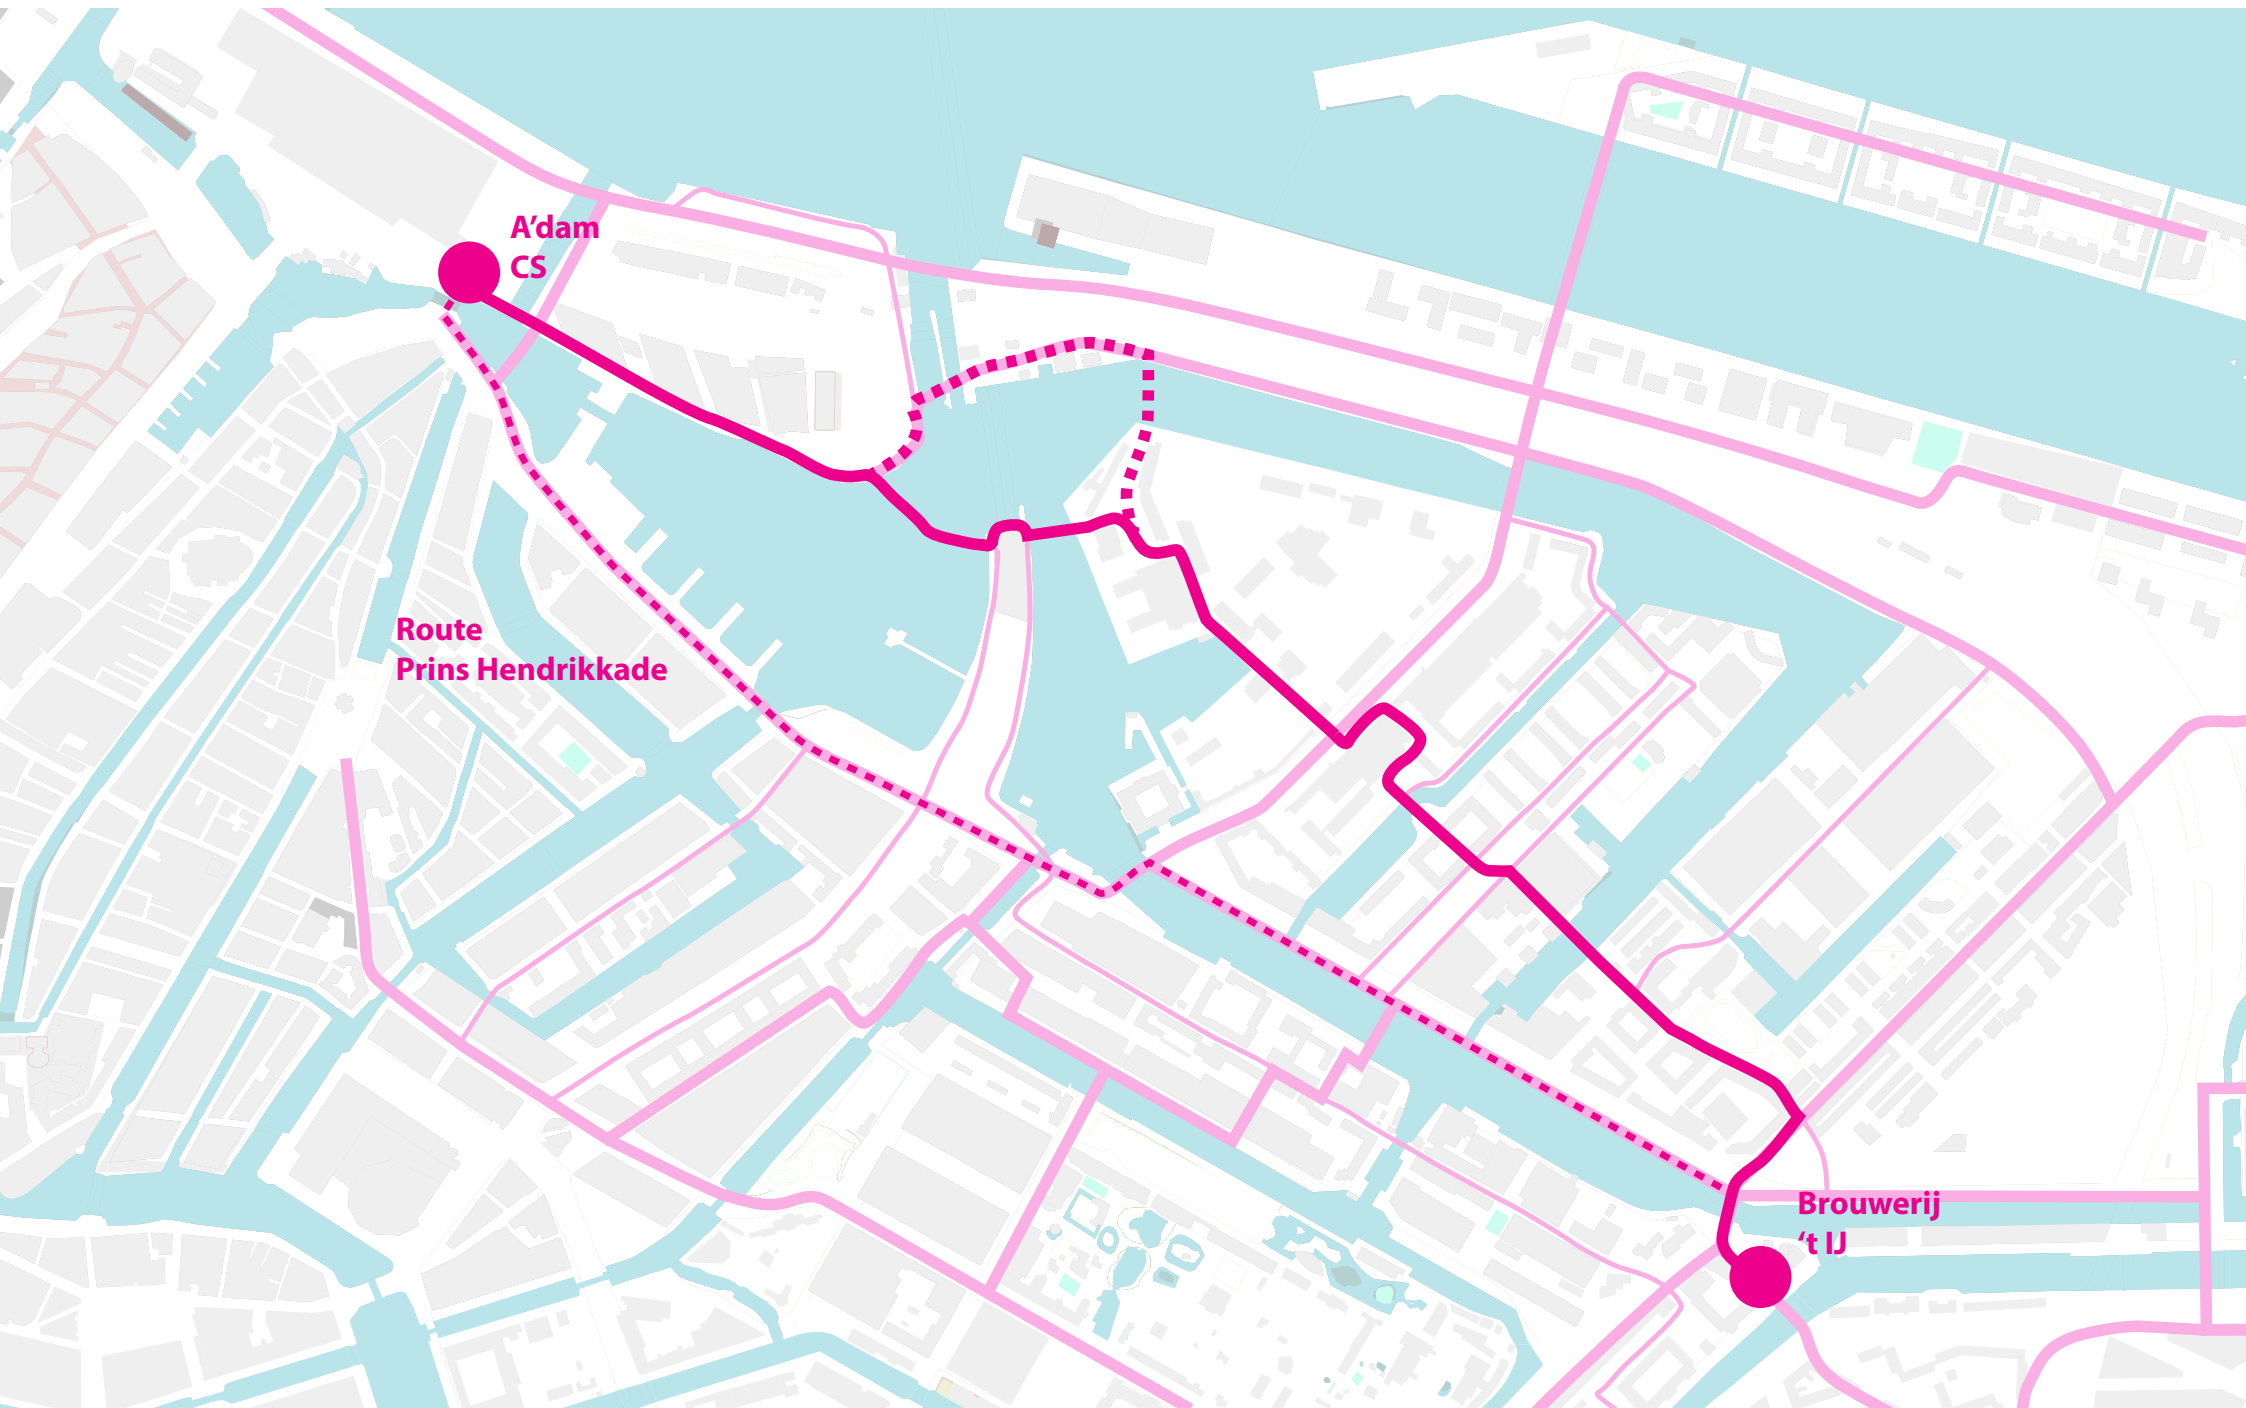 A’dam
CS
Route
Prins Hendrikkade
Brouwerij
‘t IJ